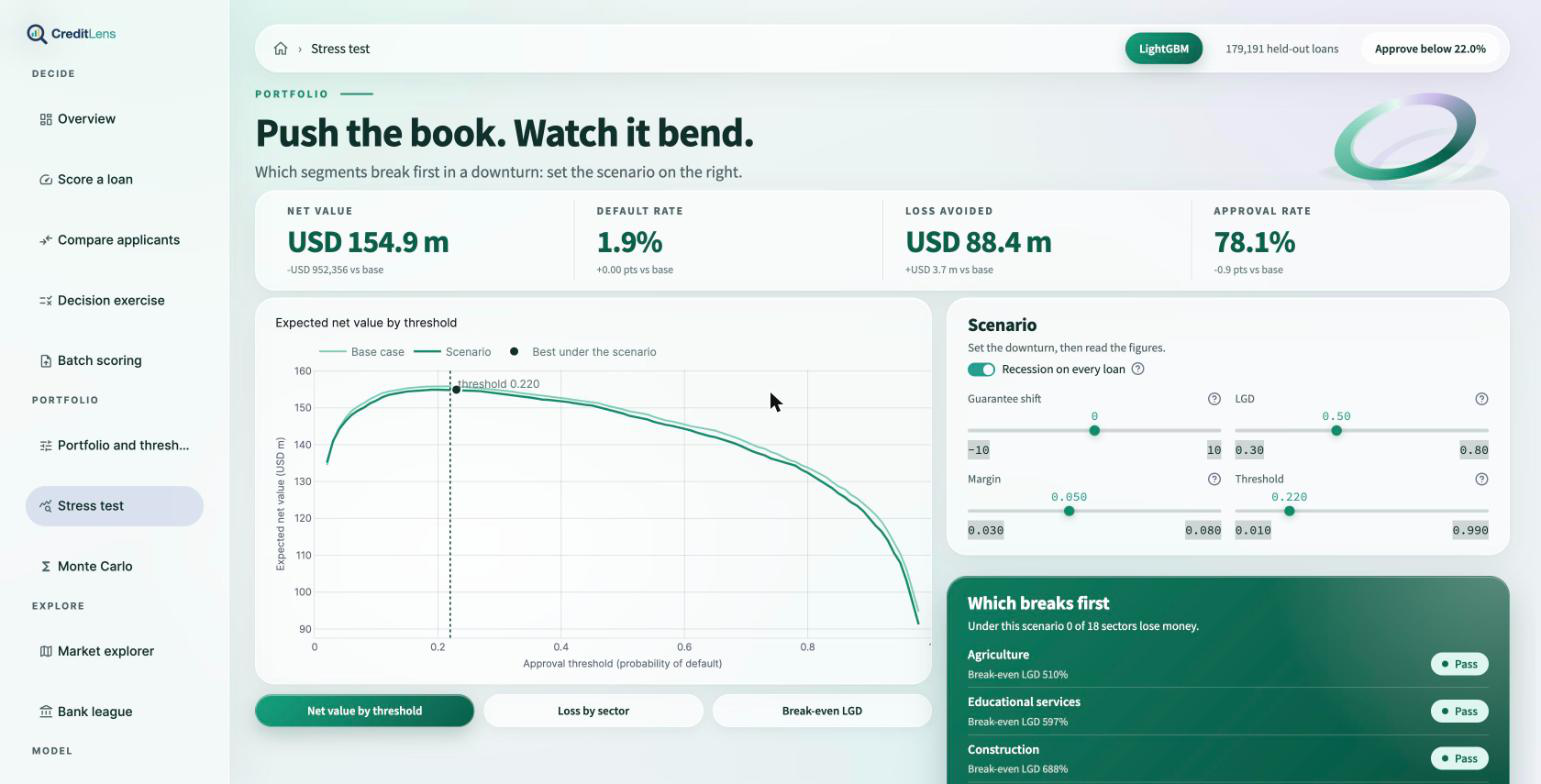 CreditLens
DECIDE
Overview
Score a loan
Compare applicants
Decision exercise
Batch scoring
PORTFOLIO
Portfolio and thresh...
Stress test
Monte Carlo
EXPLORE
Market explorer
Bank league
MODEL
› Stress test
LightGBM
179,191 held-out loans
Approve below 22.0%
PORTFOLIO
Push the book. Watch it bend.
Which segments break first in a downturn: set the scenario on the right.
NET VALUE
USD 154.9 m
-USD 952,356 vs base
DEFAULT RATE
1.9%
+0.00 pts vs base
LOSS AVOIDED
USD 88.4 m
+USD 3.7 m vs base
APPROVAL RATE
78.1%
-0.9 pts vs base
Expected net value by threshold
Base case Scenario Best under the scenario
threshold 0.220
160
150
140
130
120
110
100
90
Expected net value (USD m)
0 0.2 0.4 0.6 0.8
Approval threshold (probability of default)
Net value by threshold
Loss by sector
Break-even LGD
Scenario
Set the downturn, then read the figures.
Recession on every loan ?
Guarantee shift ?
0
−10 10
LGD ?
0.50
0.30 0.80
Margin ?
0.050
0.030 0.080
Threshold ?
0.220
0.010 0.990
Which breaks first
Under this scenario 0 of 18 sectors lose money.
Agriculture
Break-even LGD 510%
Pass
Educational services
Break-even LGD 597%
Pass
Construction
Break-even LGD 688%
Pass